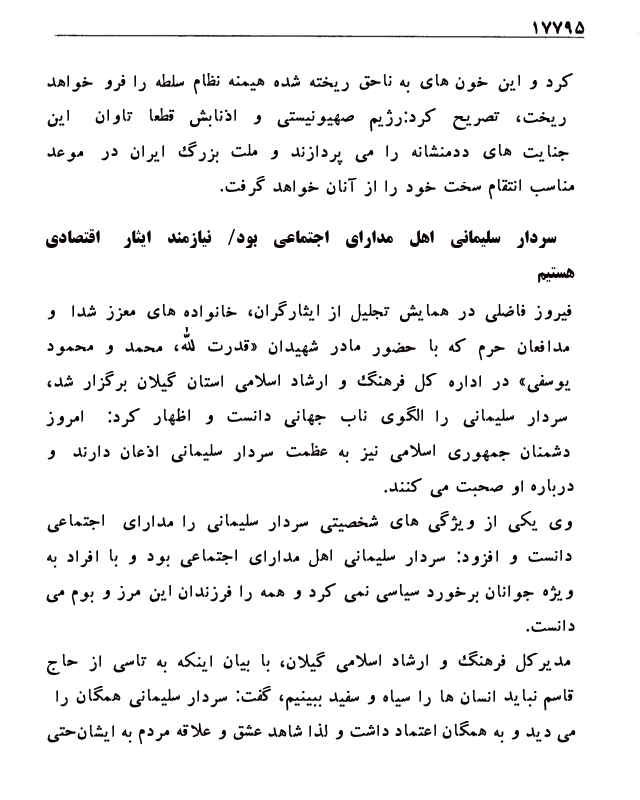 ۱۷۷۹۵
کرد و این خون های به ناحق ریخته شده هیمنه نظام سلطه را فرو خواهد
ریخت، تصریح کرد:رژیم صهیونیستی و اذنابش قطعا تاوان این
جنایت های ددمنشانه را می پردازند و ملت بزرگ ایران در موعد
مناسب انتقام سخت خود را از آنان خواهد گرفت.
سردار سلیمانی اهل مدارای اجتماعی بود/ نیازمند ایثار اقتصادی
هستیم
فیروز فاضلی در همایش تجلیل از ایثارگران، خانواده های معزز شدا و
مدافعان حرم که با حضور مادر شهیدان «قدرت لله، محمد و محمود
یوسفی» در اداره کل فرهنگ و ارشاد اسلامی استان گیلان برگزار شد،
سردار سلیمانی را الگوی ناب جهانی دانست و اظهار کرد: امروز
دشمنان جمهوری اسلامی نیز به عظمت سردار سلیمانی اذعان دارند و
درباره او صحبت می کنند.
وی یکی از ویژگی های شخصیتی سردار سلیمانی را مدارای اجتماعی
دانست و افزود: سردار سلیمانی اهل مدارای اجتماعی بود و با افراد به
ویژه جوانان برخورد سیاسی نمی کرد و همه را فرزندان این مرز و بوم می
دانست.
مدیرکل فرهنگ و ارشاد اسلامی گیلان، با بیان اینکه به تاسی از حاج
قاسم نباید انسان ها را سیاه و سفید ببینیم، گفت: سردار سلیمانی همگان را
می دید و به همگان اعتماد داشت و لذا شاهد عشق و علاقه مردم به ایشان‌حتی